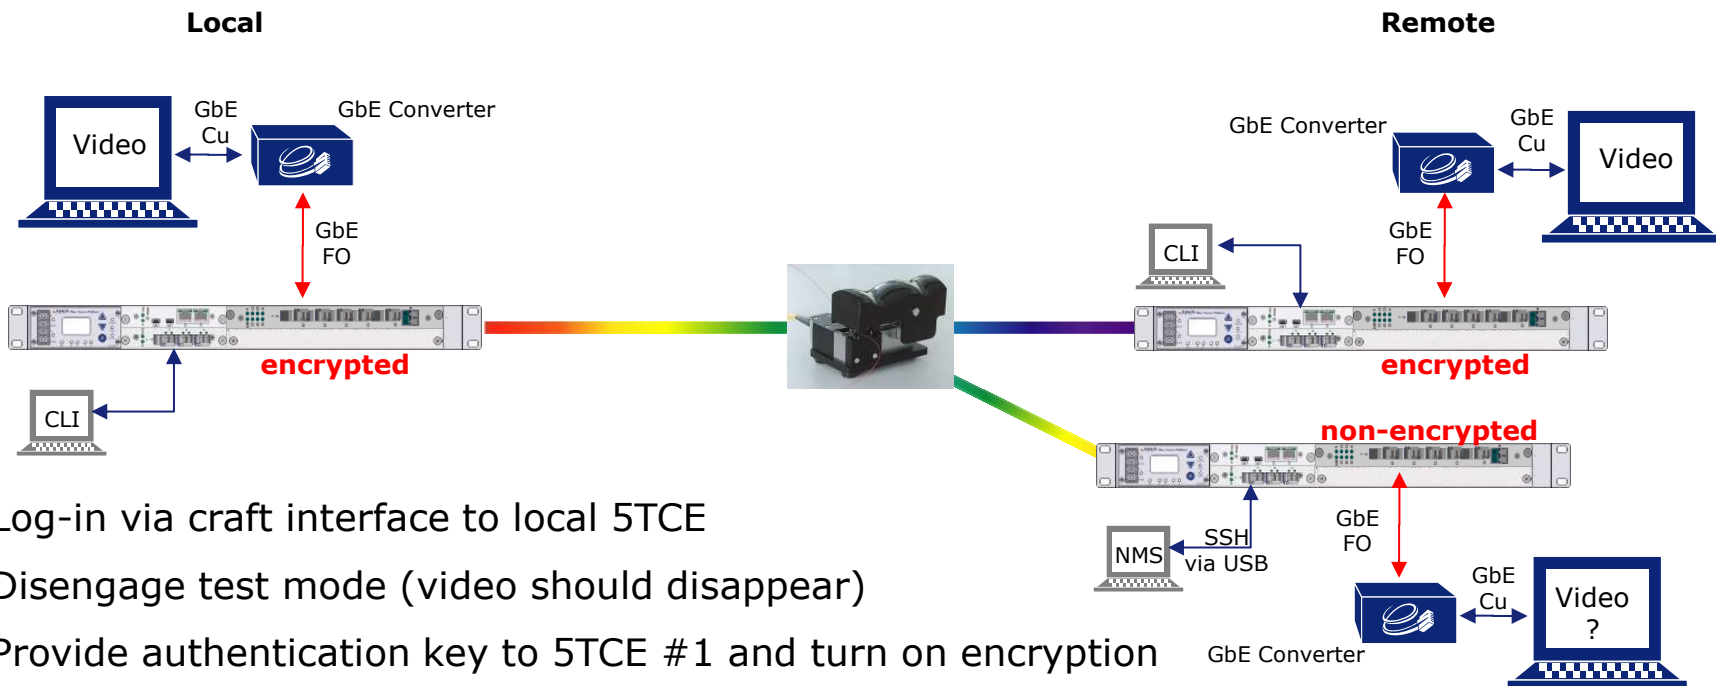 Local
Remote
GbE
Cu
GbE Converter
Video
GbE
FO
encrypted
CLI
GbE Converter
GbE
Cu
Video
GbE
FO
CLI
encrypted
non-encrypted
NMS
SSH
via USB
GbE
FO
GbE
Cu
Video
?
GbE Converter
Log-in via craft interface to local 5TCE
Disengage test mode (video should disappear)
Provide authentication key to 5TCE #1 and turn on encryption